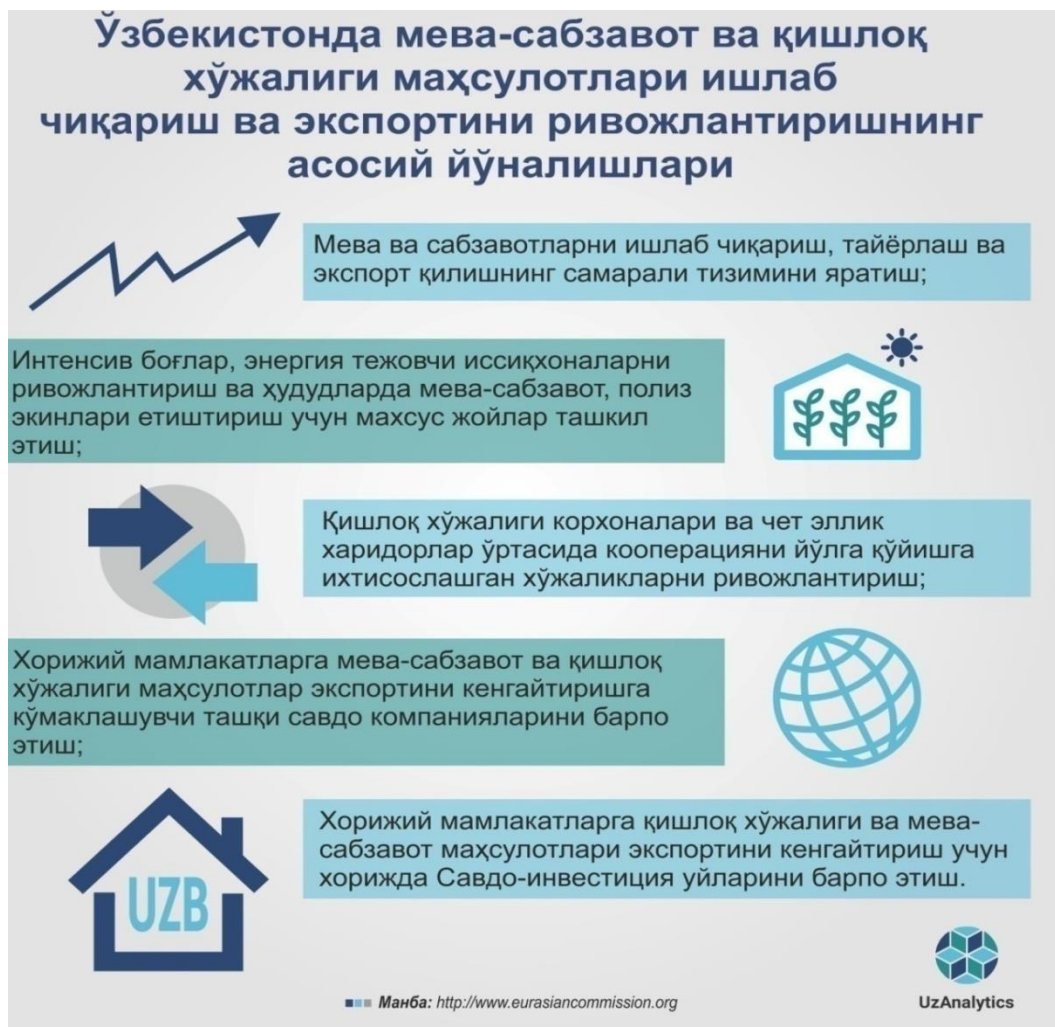 Ўзбекистонда мева-сабзавот ва қишлоқ
хўжалиги маҳсулотлари ишлаб
чиқариш ва экспортини ривожлантиришнинг
асосий йўналишлари
Мева ва сабзавотларни ишлаб чиқариш, тайёрлаш ва
экспорт қилишнинг самарали тизимини яратиш;
Интенсив боғлар, энергия тежовчи иссиқхоналарни
ривожлантириш ва ҳудудларда мева-сабзавот, полиз
экинлари етиштириш учун махсус жойлар ташкил
этиш;
Қишлоқ хўжалиги корхоналари ва чет эллик
харидорлар ўртасида кооперацияни йўлга қўйишга
ихтисослашган хўжаликларни ривожлантириш;
Хорижий мамлакатларга мева-сабзавот ва қишлоқ
хўжалиги маҳсулотлар экспортини кенгайтиришга
кўмаклашувчи ташқи савдо компанияларини барпо
этиш;
Хорижий мамлакатларга қишлоқ хўжалиги ва мева-
сабзавот маҳсулотлари экспортини кенгайтириш учун
хорижда Савдо-инвестиция уйларини барпо этиш.
UZB
Манба: http://www.eurasiancommission.org
UzAnalytics